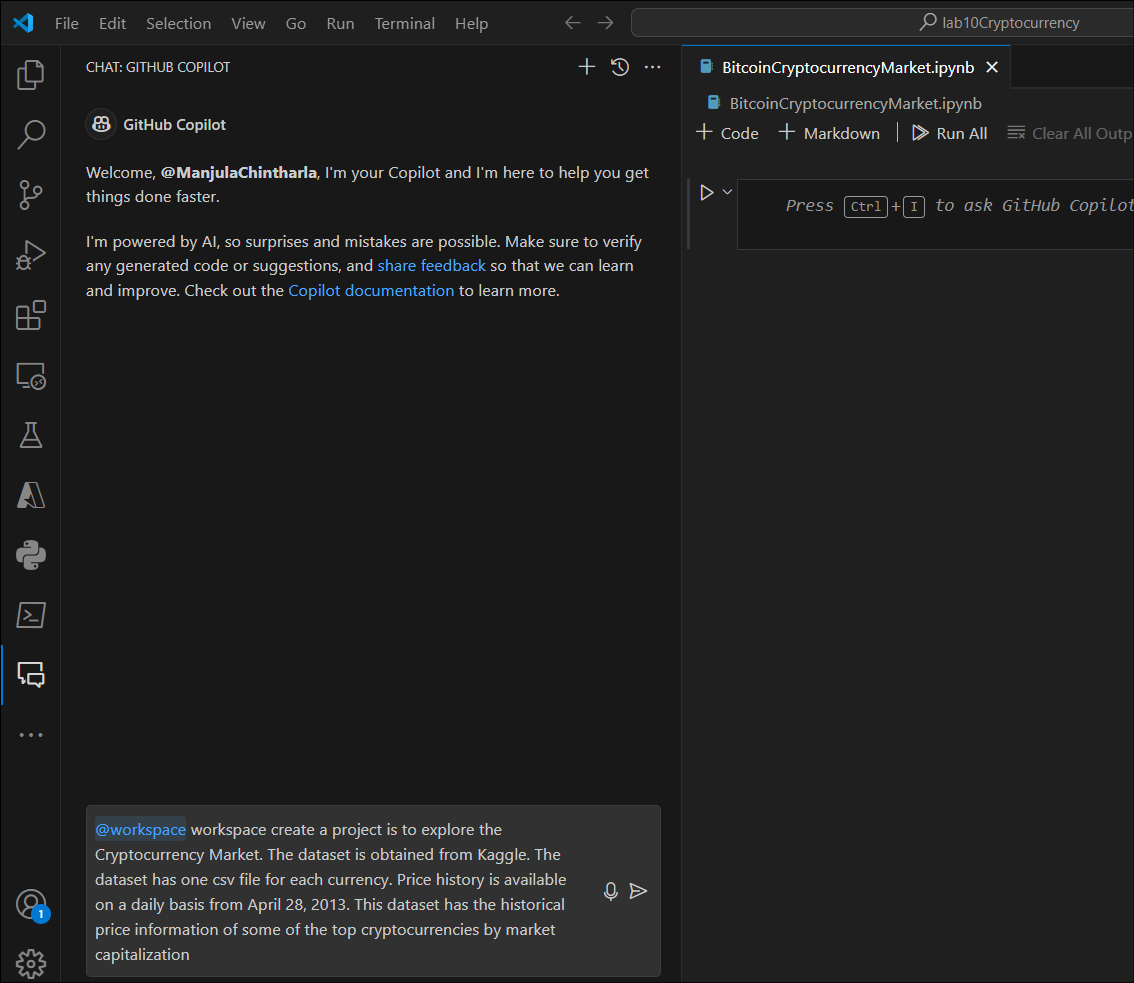 File Edit Selection View Go Run Terminal Help
lab10Cryptocurrency
CHAT: GITHUB COPILOT
GitHub Copilot
Welcome, @ManjulaChintharla, I'm your Copilot and I'm here to help you get
things done faster.
I'm powered by AI, so surprises and mistakes are possible. Make sure to verify
any generated code or suggestions, and share feedback so that we can learn
and improve. Check out the Copilot documentation to learn more.
@workspace workspace create a project is to explore the
Cryptocurrency Market. The dataset is obtained from Kaggle. The
dataset has one csv file for each currency. Price history is available
on a daily basis from April 28, 2013. This dataset has the historical
price information of some of the top cryptocurrencies by market
capitalization
1
BitcoinCryptocurrencyMarket.ipynb
BitcoinCryptocurrencyMarket.ipynb
+ Code + Markdown Run All Clear All Outp
Press Ctrl+I to ask GitHub Copilot